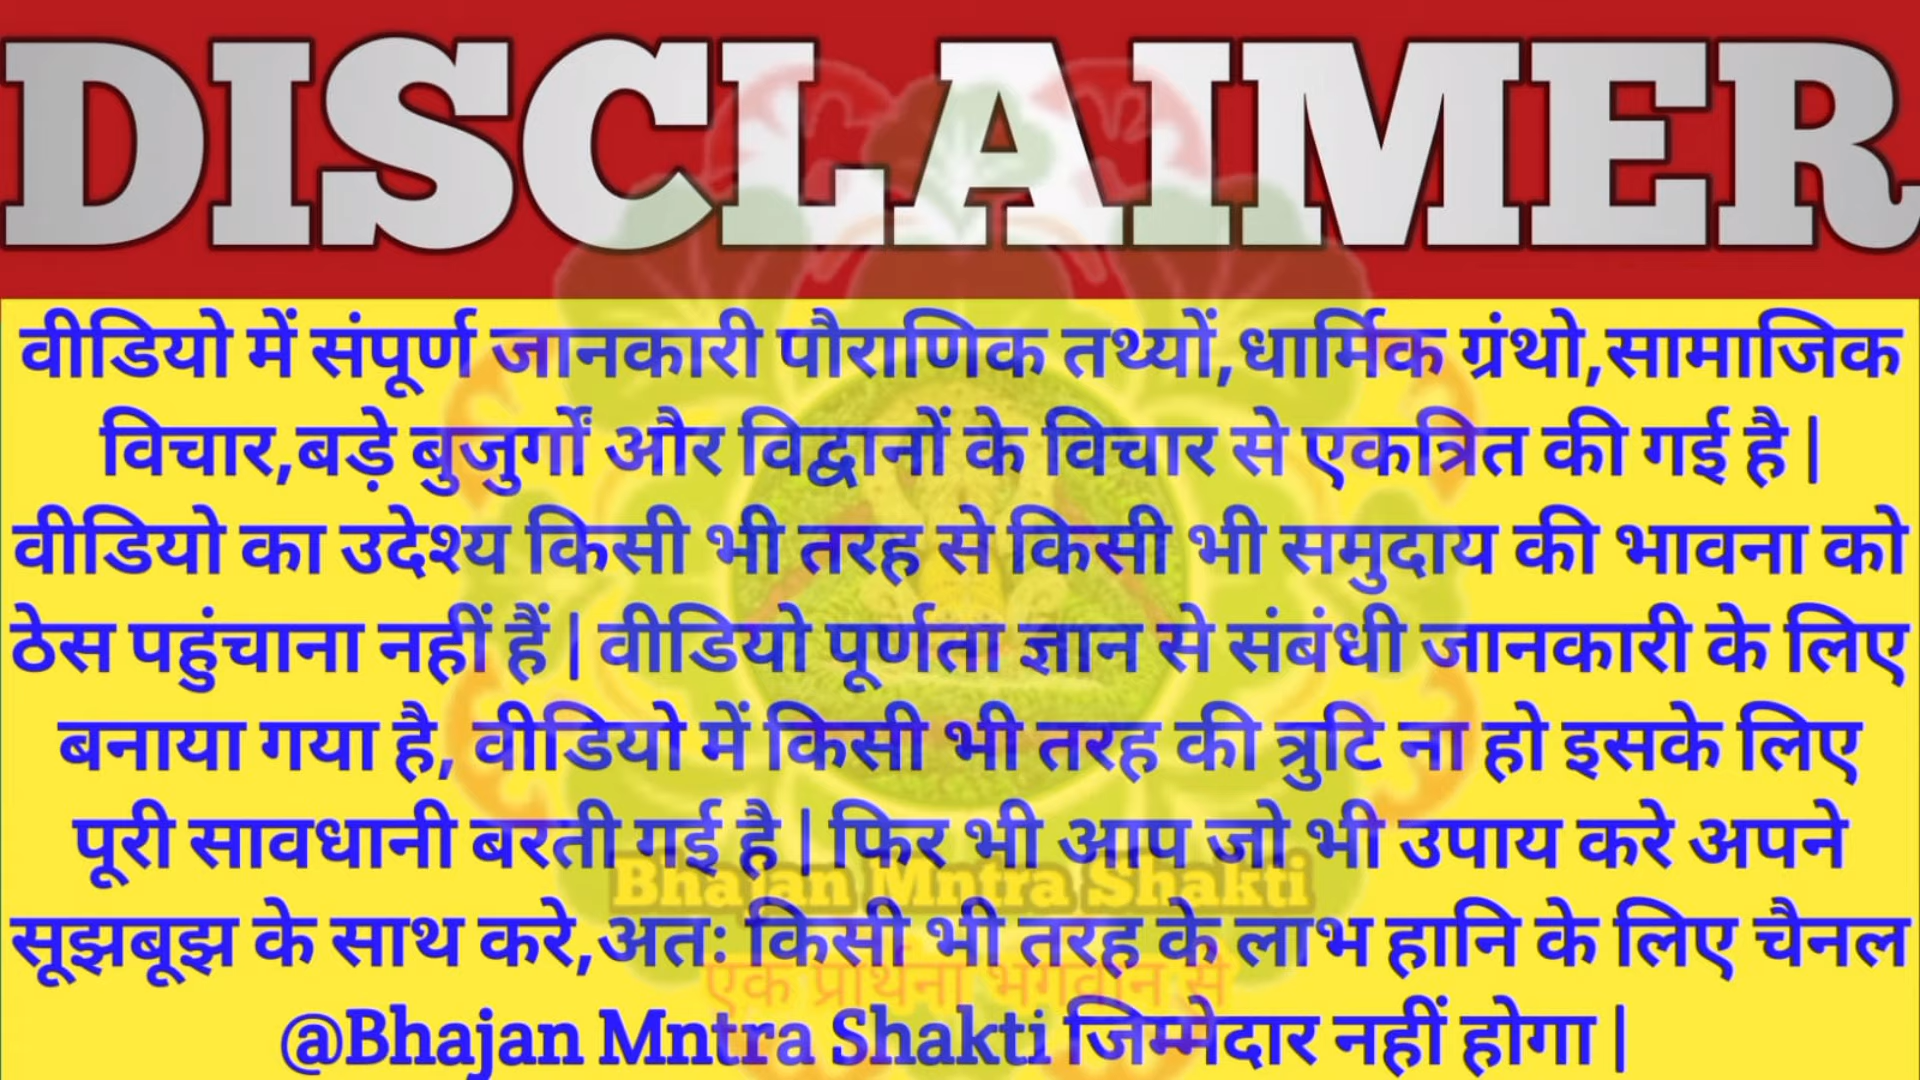 DISCLAIMER
वीडियो में संपूर्ण जानकारी पौराणिक तथ्यों,धार्मिक ग्रंथो,सामाजिक
विचार,बड़े बुजुर्गों और विद्वानों के विचार से एकत्रित की गई है |
वीडियो का उदेश्य किसी भी तरह से किसी भी समुदाय की भावना को
ठेस पहुंचाना नहीं हैं | वीडियो पूर्णता ज्ञान से संबंधी जानकारी के लिए
बनाया गया है, वीडियो में किसी भी तरह की त्रुटि ना हो इसके लिए
पूरी सावधानी बरती गई है | फिर भी आप जो भी उपाय करे अपने
Bhajan Mntra Shakti
सूझबूझ के साथ करे,अतः किसी भी तरह के लाभ हानि के लिए चैनल
एक प्रार्थना भगवान से
@Bhajan Mntra Shakti जिम्मेदार नहीं होगा |